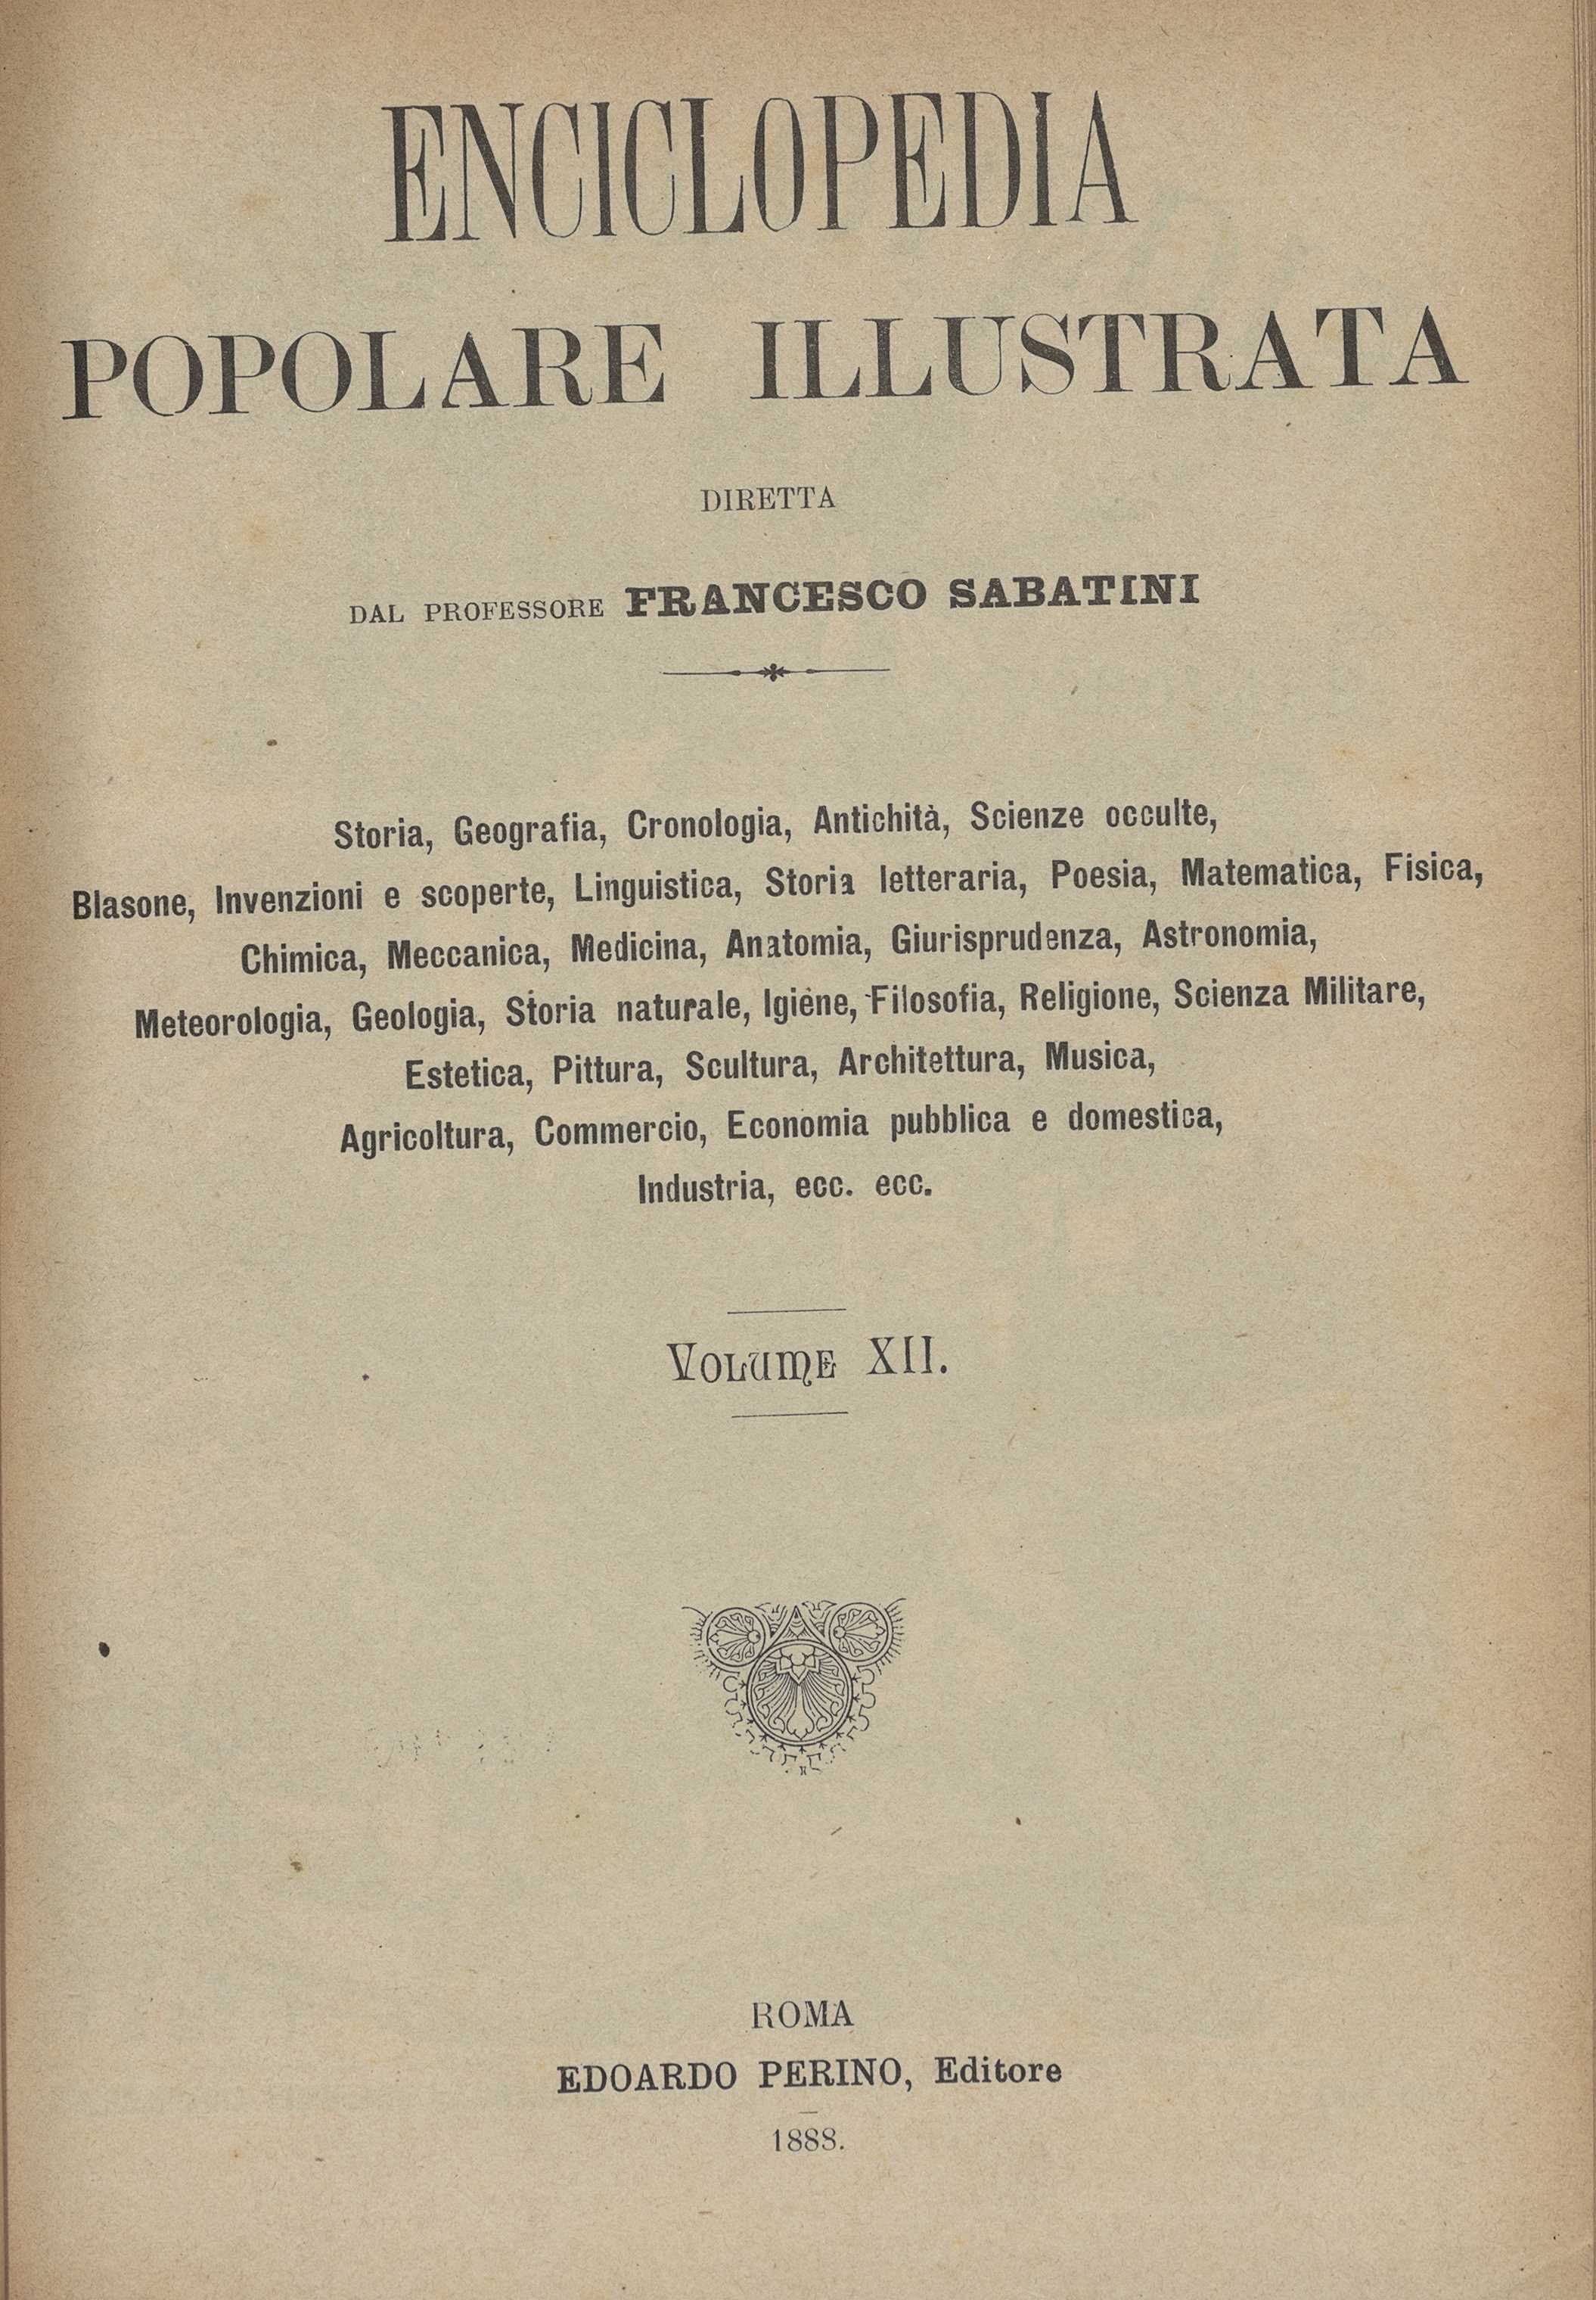 ENCICLOPEDIA
POPOLARE ILLUSTRATA
DIRETTA
DAL PROFESSORE FRANCESCO SABATINI
Storia, Geografia, Cronologia, Antichità, Scienze occulte,
Blasone, Invenzioni e scoperte, Linguistica, Storia letteraria, Poesia, Matematica, Fisica,
Chimica, Meccanica, Medicina, Anatomia, Giurisprudenza, Astronomia,
Meteorologia, Geologia, Storia naturale, Igiene, Filosofia, Religione, Scienza Militare,
Estetica, Pittura, Scultura, Architettura, Musica,
Agricoltura, Commercio, Economia pubblica e domestica,
Industria, ecc. ecc.
VOLUME XII.
ROMA
EDOARDO PERINO, Editore
1888.